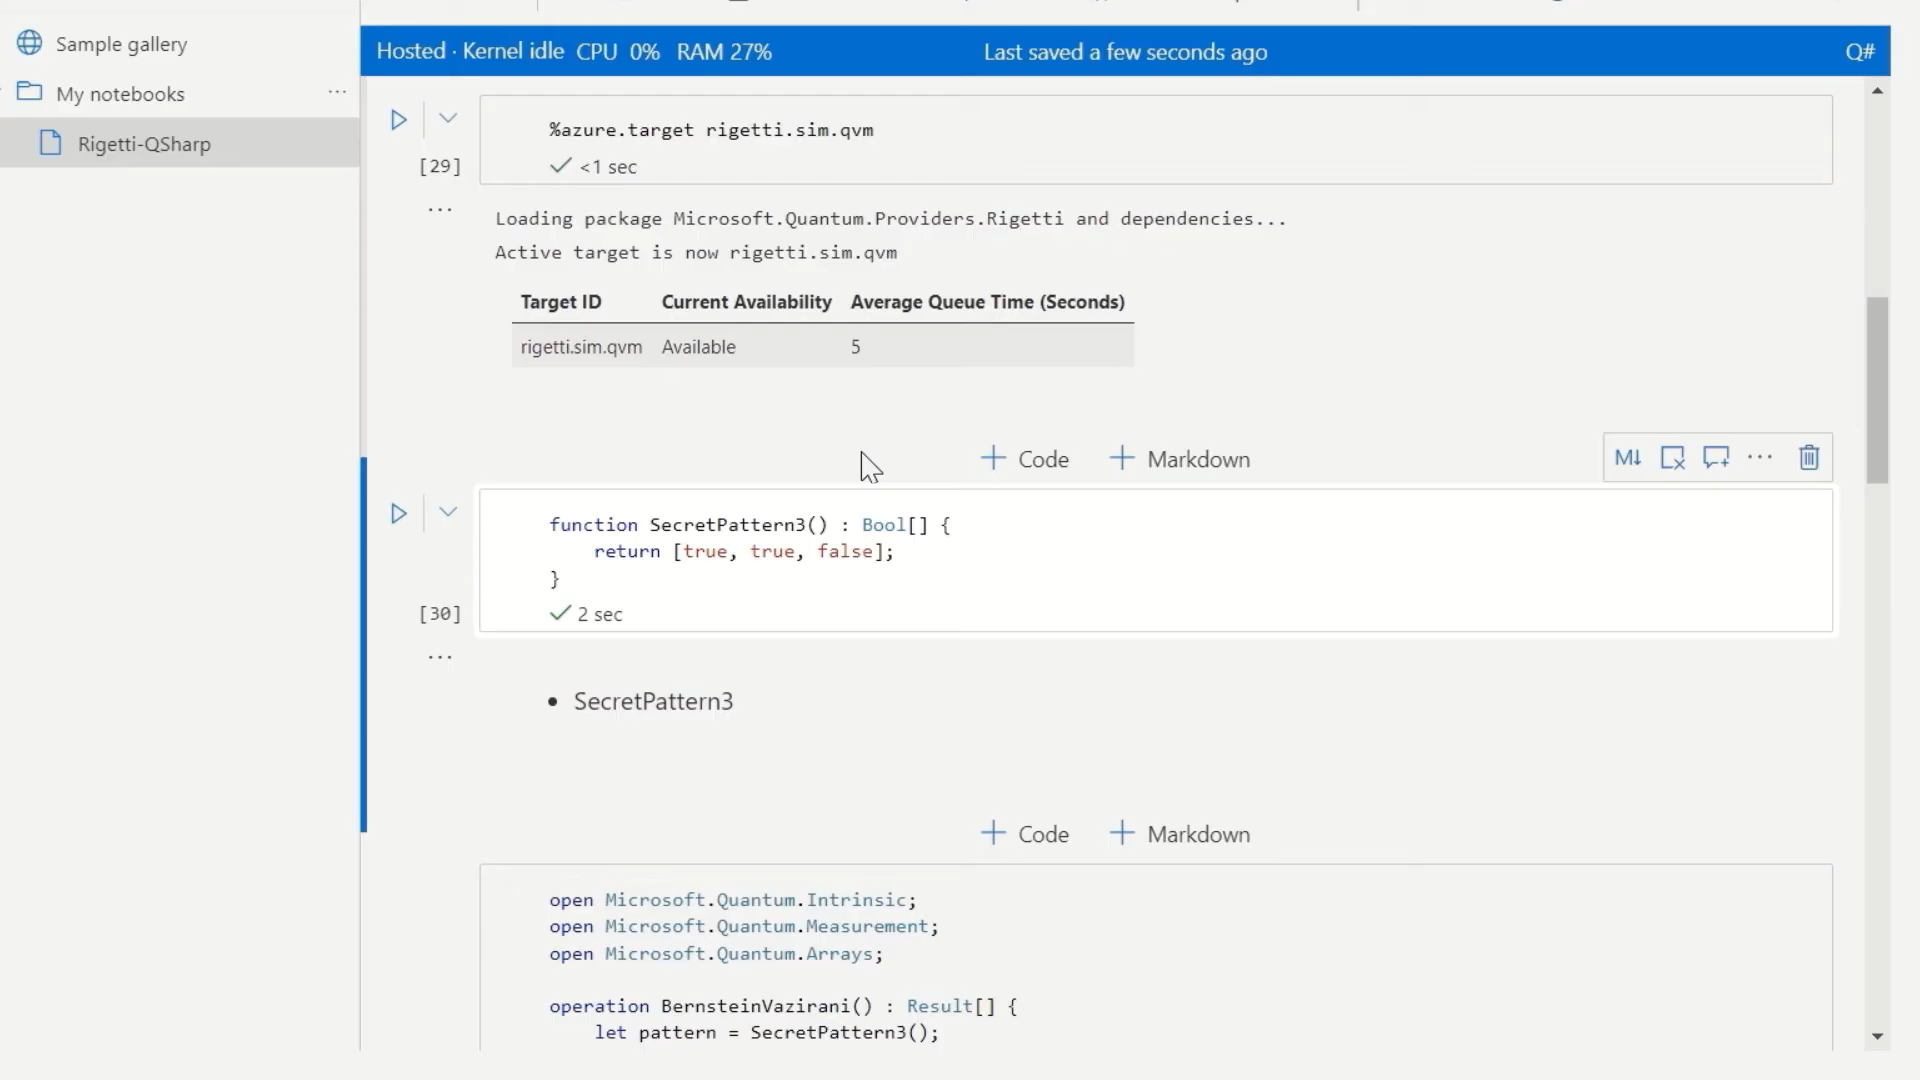 Sample gallery
My notebooks
Rigetti-QSharp
Hosted · Kernel idle CPU 0% RAM 27%
Last saved a few seconds ago
Q#
%azure.target rigetti.sim.qvm
<1 sec
[29]
Loading package Microsoft.Quantum.Providers.Rigetti and dependencies...
Active target is now rigetti.sim.qvm
Target ID Current Availability Average Queue Time (Seconds)
rigetti.sim.qvm Available 5
+ Code + Markdown
M↓
function SecretPattern3() : Bool[] {
return [true, true, false];
}
2 sec
[30]
• SecretPattern3
+ Code + Markdown
open Microsoft.Quantum.Intrinsic;
open Microsoft.Quantum.Measurement;
open Microsoft.Quantum.Arrays;
operation BernsteinVazirani() : Result[] {
let pattern = SecretPattern3();